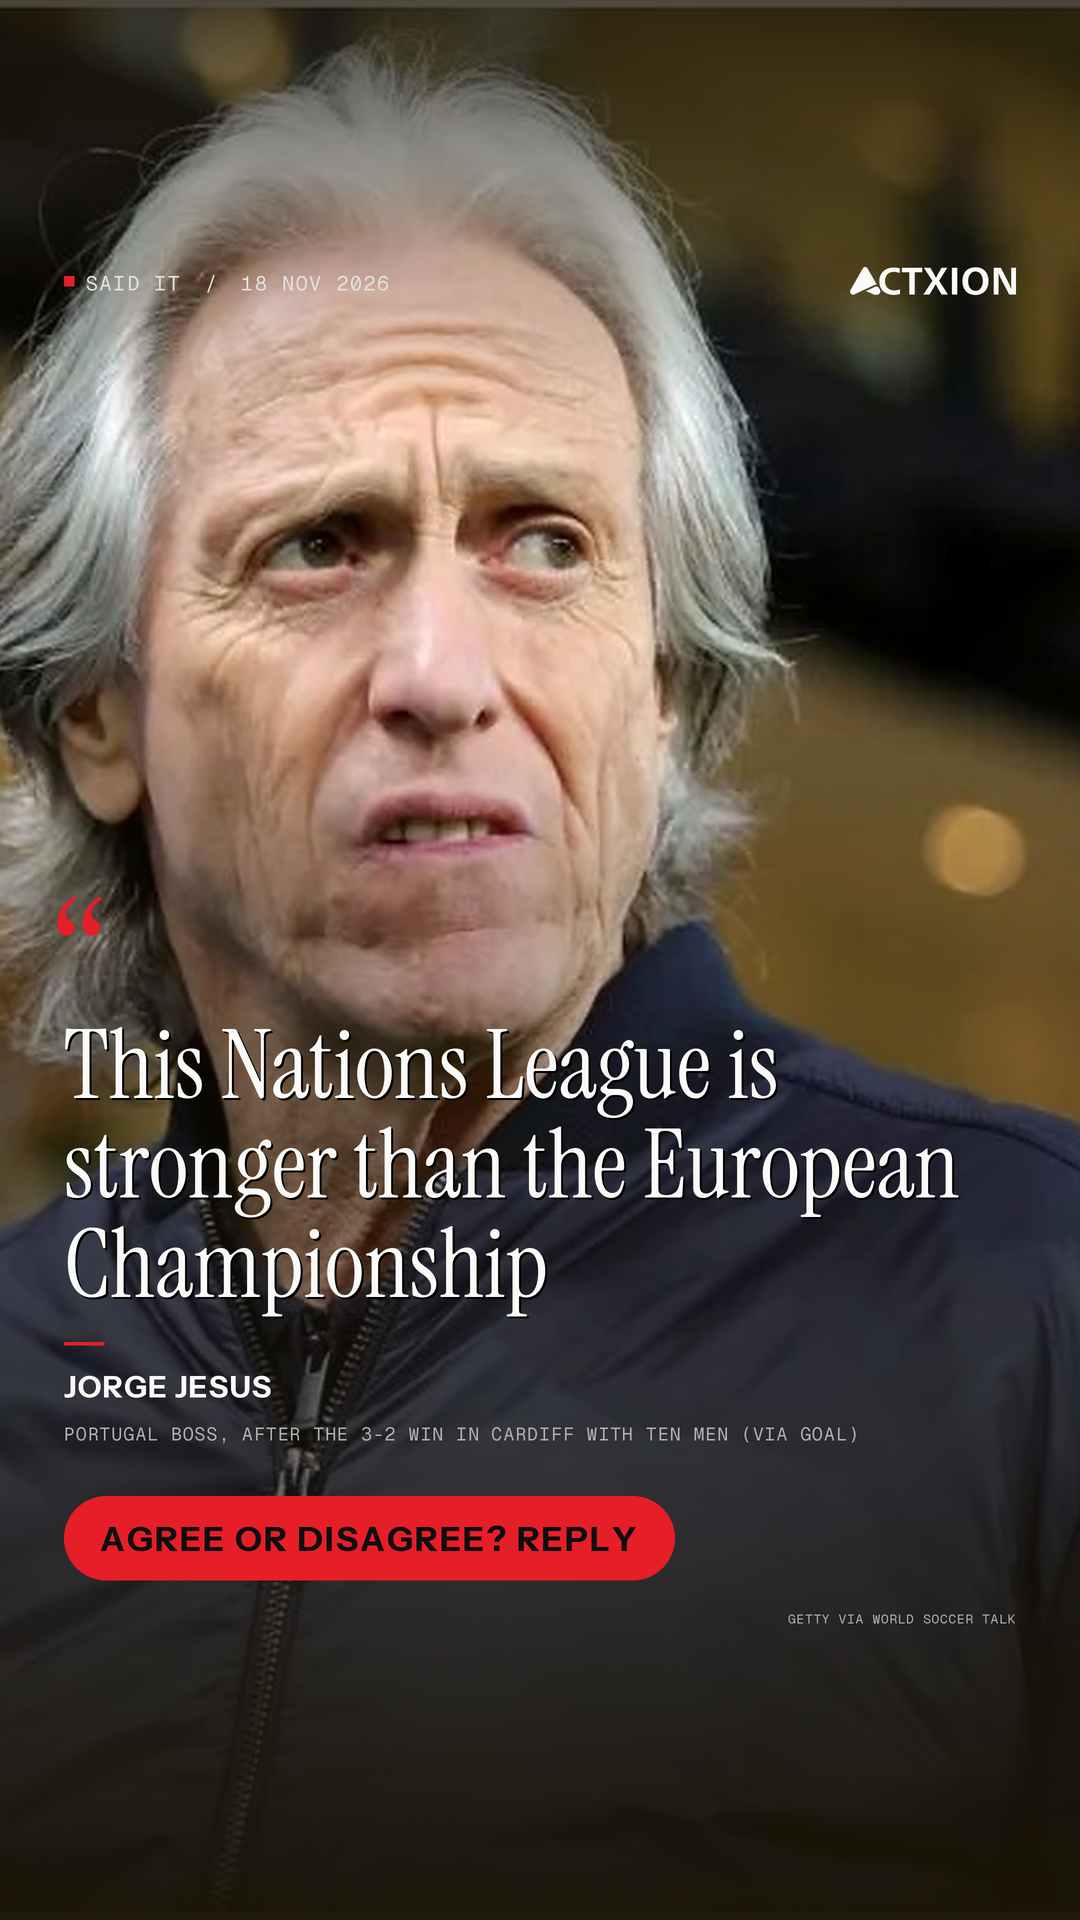 SAID IT / 18 NOV 2026
ACTXION
“
This Nations League is
stronger than the European
Championship
JORGE JESUS
PORTUGAL BOSS, AFTER THE 3-2 WIN IN CARDIFF WITH TEN MEN (VIA GOAL)
AGREE OR DISAGREE? REPLY
GETTY VIA WORLD SOCCER TALK